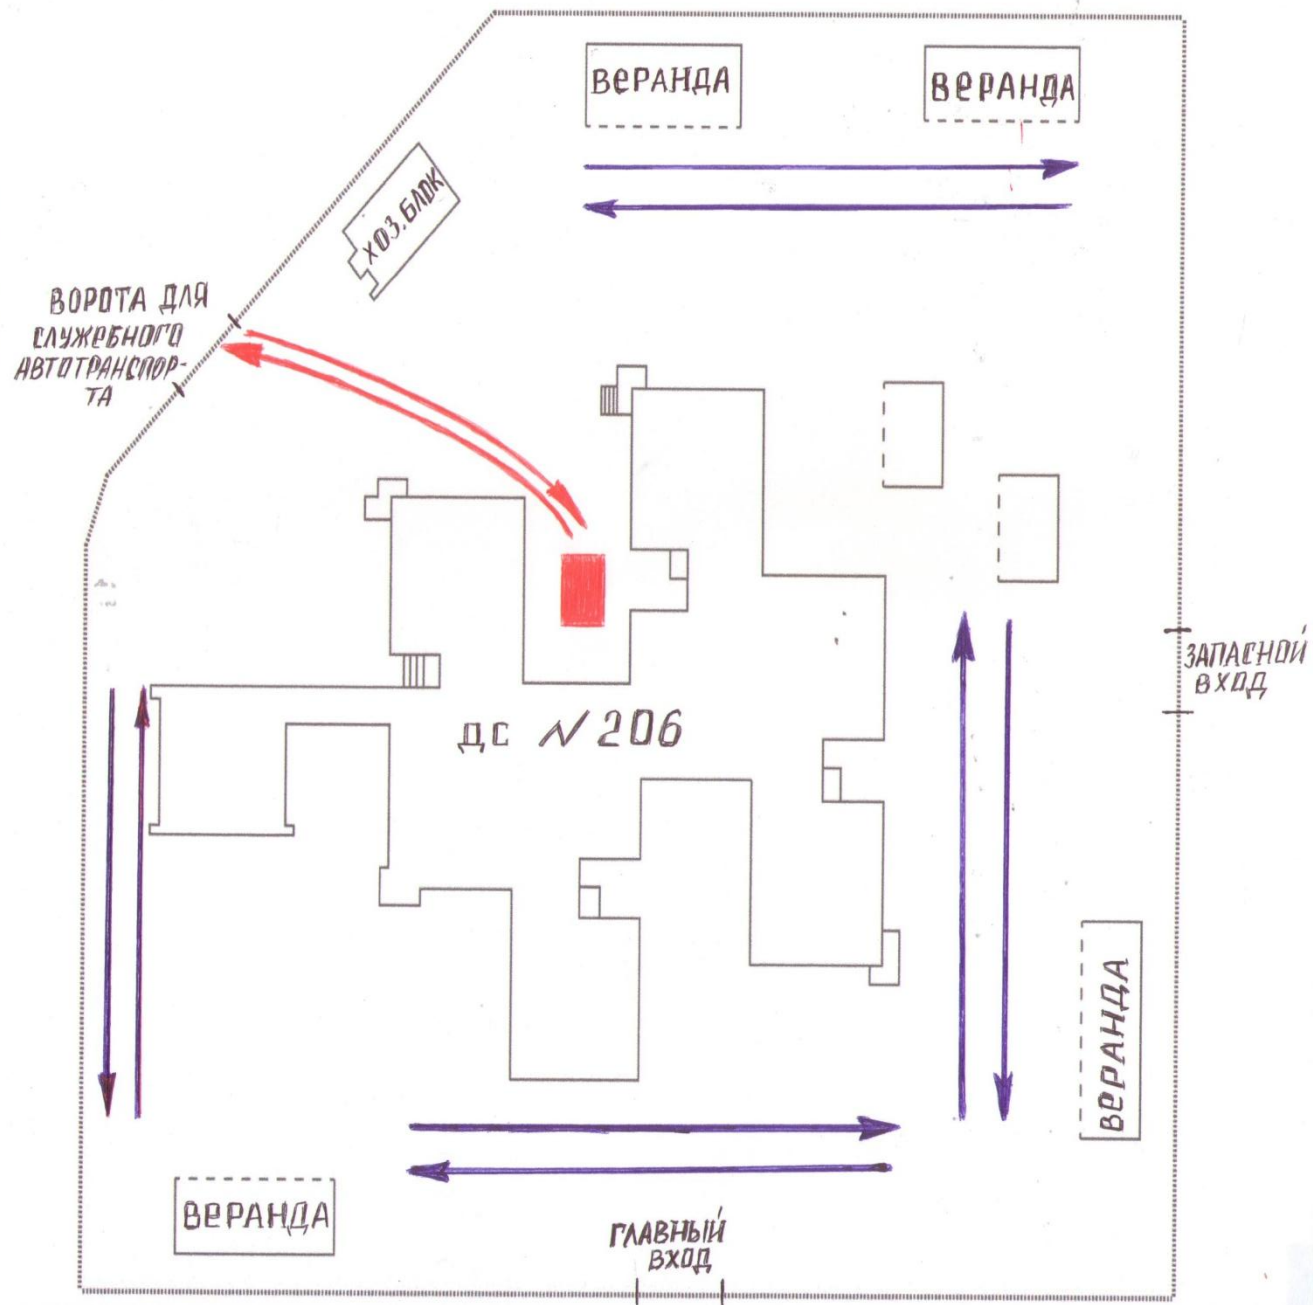 ВЕРАНДА
ВЕРАНДА
ХОЗ. БЛОК
ВОРОТА ДЛЯ
СЛУЖЕБНОГО
АВТОТРАНСПОР-
ТА
ЗАПАСНОЙ
ВХОД
ДС N 206
ВЕРАНДА
ВЕРАНДА
ГЛАВНЫЙ
ВХОД